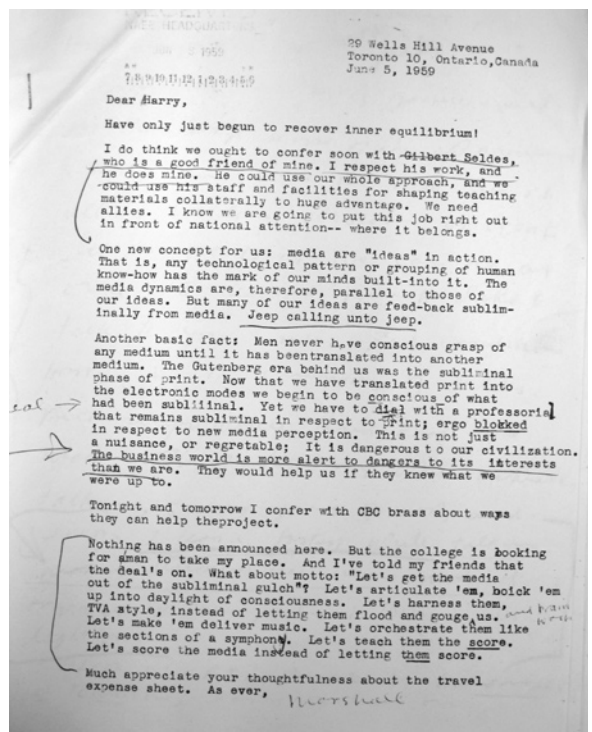 HEADQUARTERS
1959
7·8·9·10·11·12·1·2·3·4·5·6
29 Wells Hill Avenue
Toronto 10, Ontario,Canada
June 5, 1959
Dear Harry,
Have only just begun to recover inner equilibrium!
I do think we ought to confer soon with Gilbert Seldes,
who is a good friend of mine. I respect his work, and
he does mine. He could use our whole approach, and we
could use his staff and facilities for shaping teaching
materials collaterally to huge advantage. We need
allies. I know we are going to put this job right out
in front of national attention-- where it belongs.
One new concept for us: media are "ideas" in action.
That is, any technological pattern or grouping of human
know-how has the mark of our minds built-into it. The
media dynamics are, therefore, parallel to those of
our ideas. But many of our ideas are feed-back sublim-
inally from media. Jeep calling unto jeep.
Another basic fact: Men never have conscious grasp of
any medium until it has beentranslated into another
medium. The Gutenberg era behind us was the subliminal
phase of print. Now that we have translated print into
the electronic modes we begin to be conscious of what
had been subliiinal. Yet we have to dial with a professorial
that remains subliminal in respect to print; ergo blokked
in respect to new media perception. This is not just
a nuisance, or regretable; It is dangerous t o our civilization.
The business world is more alert to dangers to its interests
than we are. They would help us if they knew what we
were up to.
Tonight and tomorrow I confer with CBC brass about ways
they can help theproject.
Nothing has been announced here. But the college is booking
for aman to take my place. And I've told my friends that
the deal's on. What about motto: "Let's get the media
out of the subliminal gulch"? Let's articulate 'em, boick 'em
up into daylight of consciousness. Let's harness them,
TVA style, instead of letting them flood and gouge us.
Let's make 'em deliver music. Let's orchestrate them like
the sections of a symphony. Let's teach them the score.
Let's score the media instead of letting them score.
Much appreciate your thoughtfulness about the travel
expense sheet. As ever,
Marshall